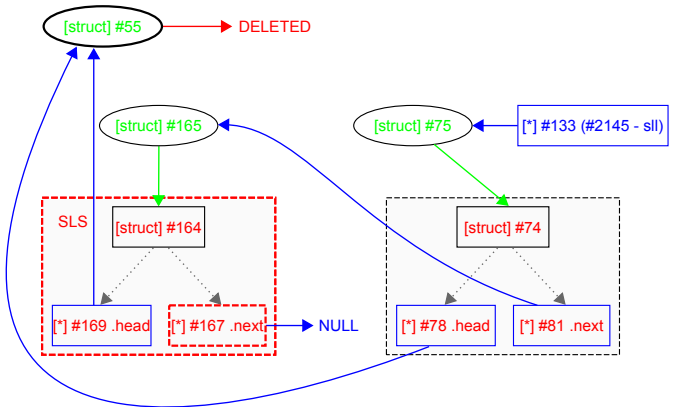 [struct] #55
DELETED
[struct] #165
[struct] #75
[*] #133 (#2145 - sll)
SLS
[struct] #164
[struct] #74
[*] #169 .head
[*] #167 .next
NULL
[*] #78 .head
[*] #81 .next